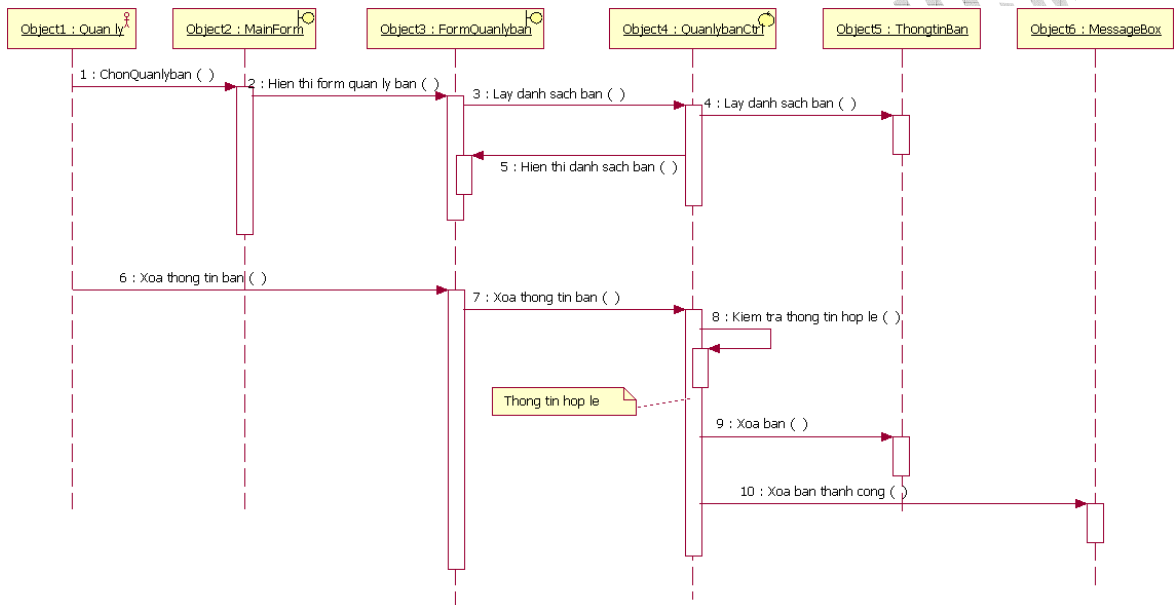 Object1 : Quan ly
Object2 : MainForm
Object3 : FormQuanlyban
Object4 : QuanlybanCtrl
Object5 : ThongtinBan
Object6 : MessageBox
1 : ChonQuanlyban ( )
2 : Hien thi form quan ly ban ( )
3 : Lay danh sach ban ( )
4 : Lay danh sach ban ( )
5 : Hien thi danh sach ban ( )
6 : Xoa thong tin ban ( )
7 : Xoa thong tin ban ( )
8 : Kiem tra thong tin hop le ( )
Thong tin hop le
9 : Xoa ban ( )
10 : Xoa ban thanh cong ( )